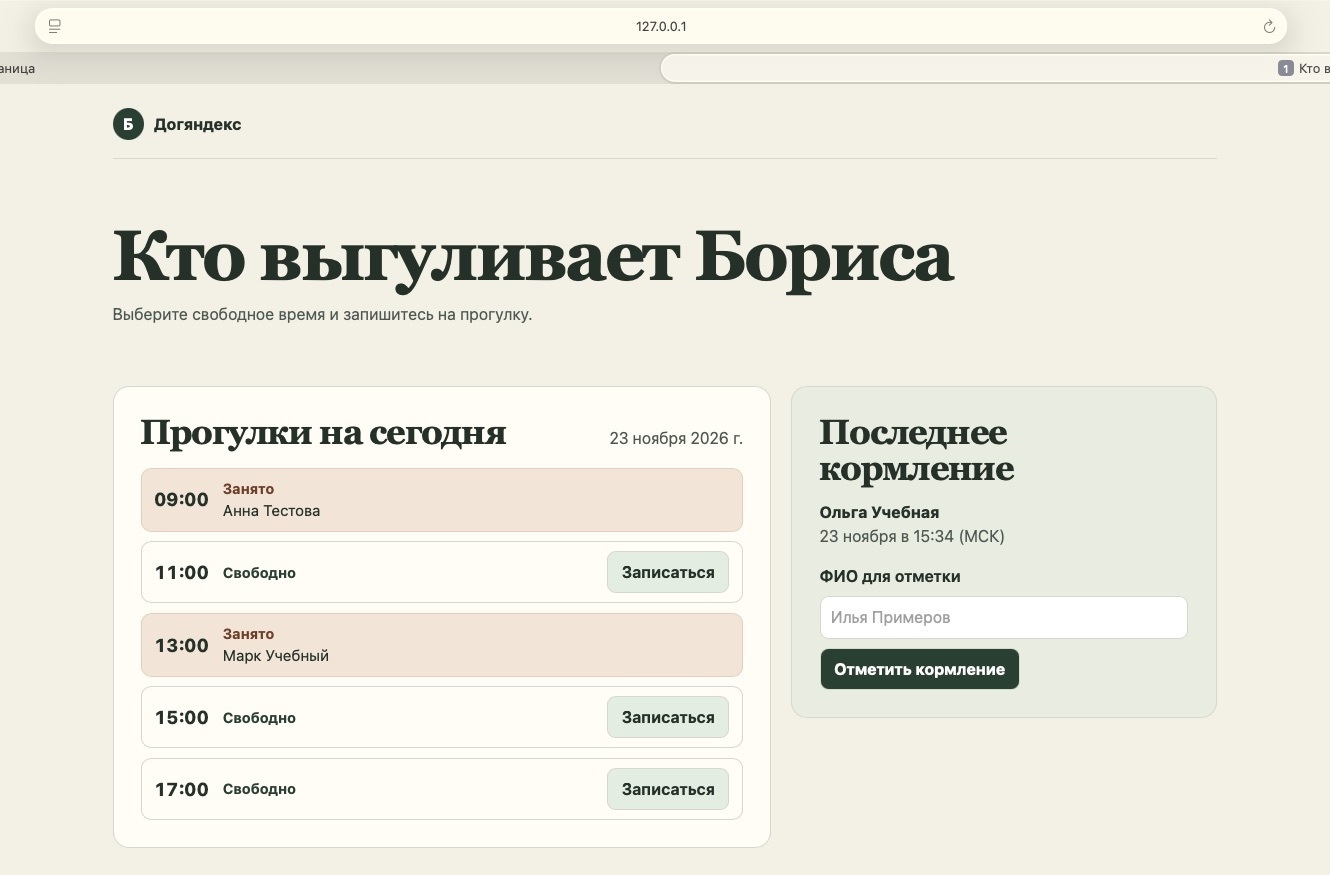 127.0.0.1
аница
1 Кто в
Б Догяндекс
Кто выгуливает Бориса
Выберите свободное время и запишитесь на прогулку.
Прогулки на сегодня
23 ноября 2026 г.
09:00
Занято
Анна Тестова
11:00 Свободно Записаться
13:00
Занято
Марк Учебный
15:00 Свободно Записаться
17:00 Свободно Записаться
Последнее
кормление
Ольга Учебная
23 ноября в 15:34 (МСК)
ФИО для отметки
Илья Примеров
Отметить кормление